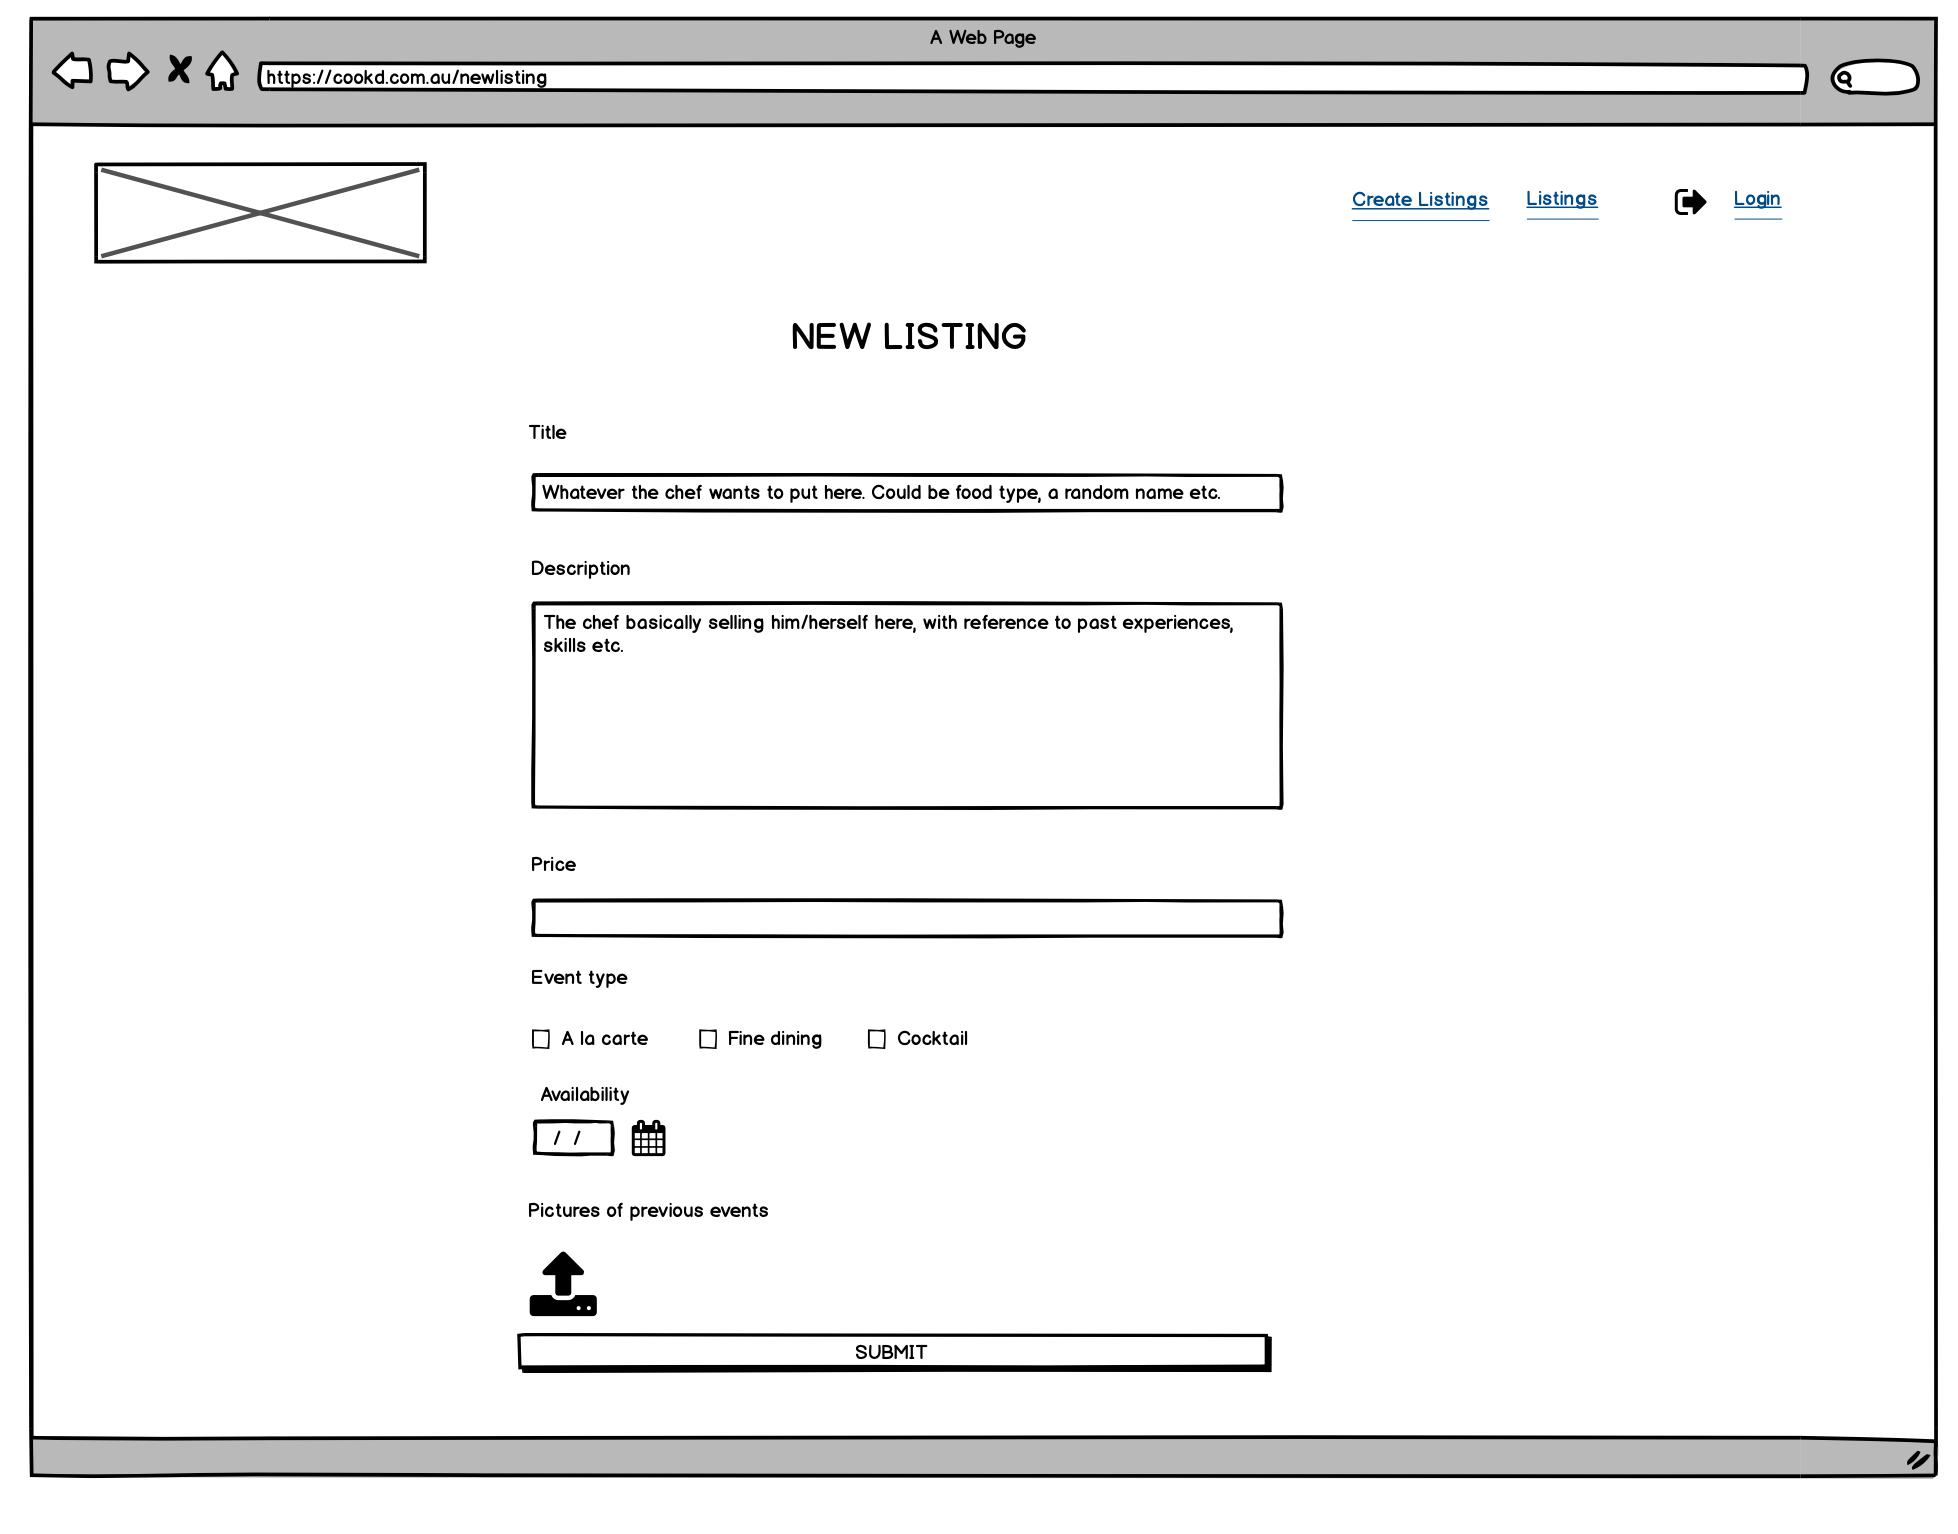 A Web Page
https://cookd.com.au/newlisting
Create Listings
Listings
Login
NEW LISTING
Title
Whatever the chef wants to put here. Could be food type, a random name etc.
Description
The chef basically selling him/herself here, with reference to past experiences,
skills etc.
Price
Event type
A la carte
Fine dining
Cocktail
Availability
/ /
Pictures of previous events
SUBMIT